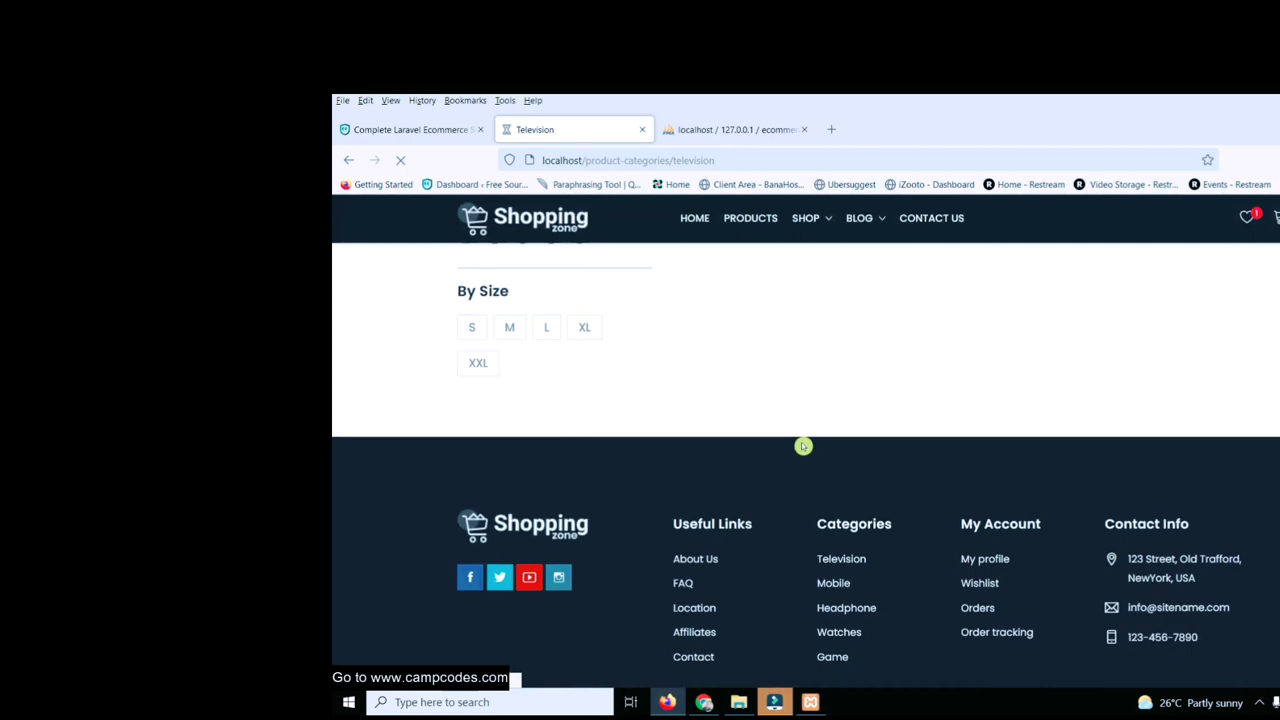 File Edit View History Bookmarks Tools Help
Complete Laravel Ecommerce S
Television
localhost / 127.0.0.1 / ecomme
localhost/product-categories/television
Getting Started
Dashboard ‹ Free Sour...
Paraphrasing Tool | Q...
Home
Client Area - BanaHos...
Ubersuggest
iZooto - Dashboard
Home - Restream
Video Storage - Restr...
Events - Restream
Shopping
zone
HOME PRODUCTS SHOP BLOG CONTACT US
1
By Size
S M L XL
XXL
Shopping
zone
Useful Links
About Us
FAQ
Location
Affiliates
Contact
Categories
Television
Mobile
Headphone
Watches
Game
My Account
My profile
Wishlist
Orders
Order tracking
Contact Info
123 Street, Old Trafford,
NewYork, USA
info@sitename.com
123-456-7890
Go to www.campcodes.com
Type here to search
26°C Partly sunny